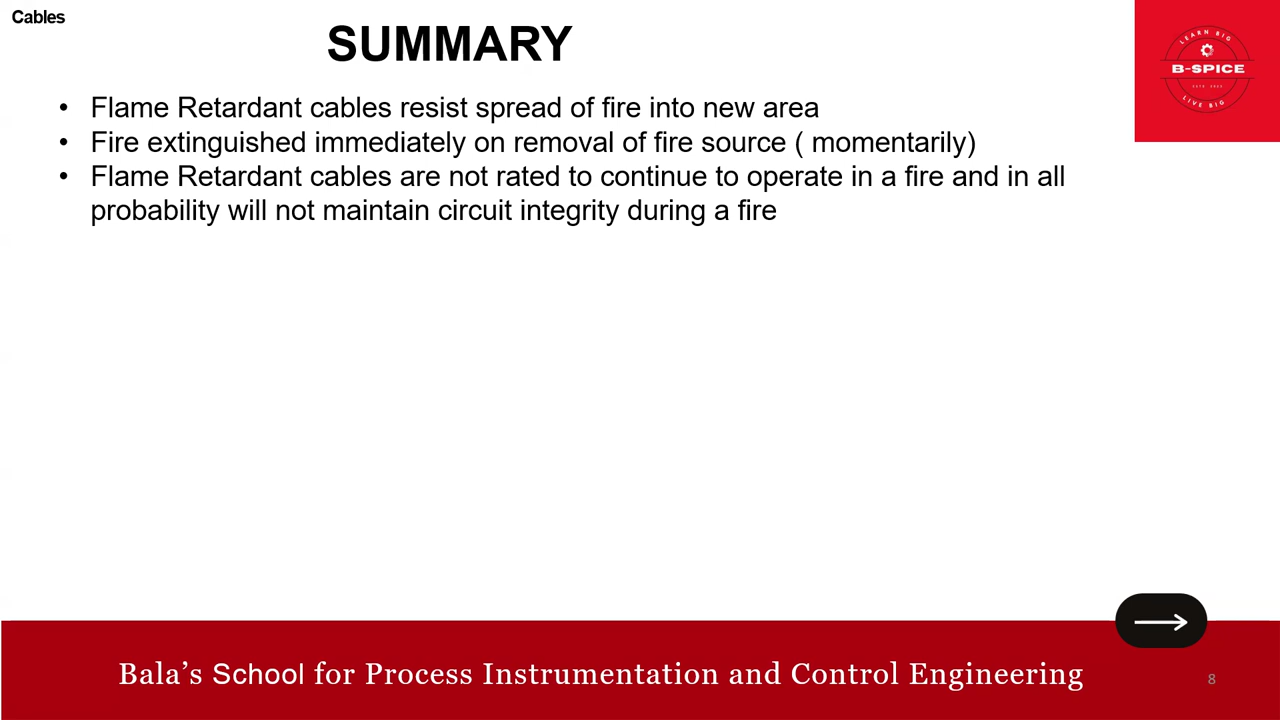 Cables
SUMMARY
LEARN BIG
B-SPICE
ESTD 2022
LIVE BIG
• Flame Retardant cables resist spread of fire into new area
• Fire extinguished immediately on removal of fire source ( momentarily)
• Flame Retardant cables are not rated to continue to operate in a fire and in all
probability will not maintain circuit integrity during a fire
Bala’s School for Process Instrumentation and Control Engineering
8